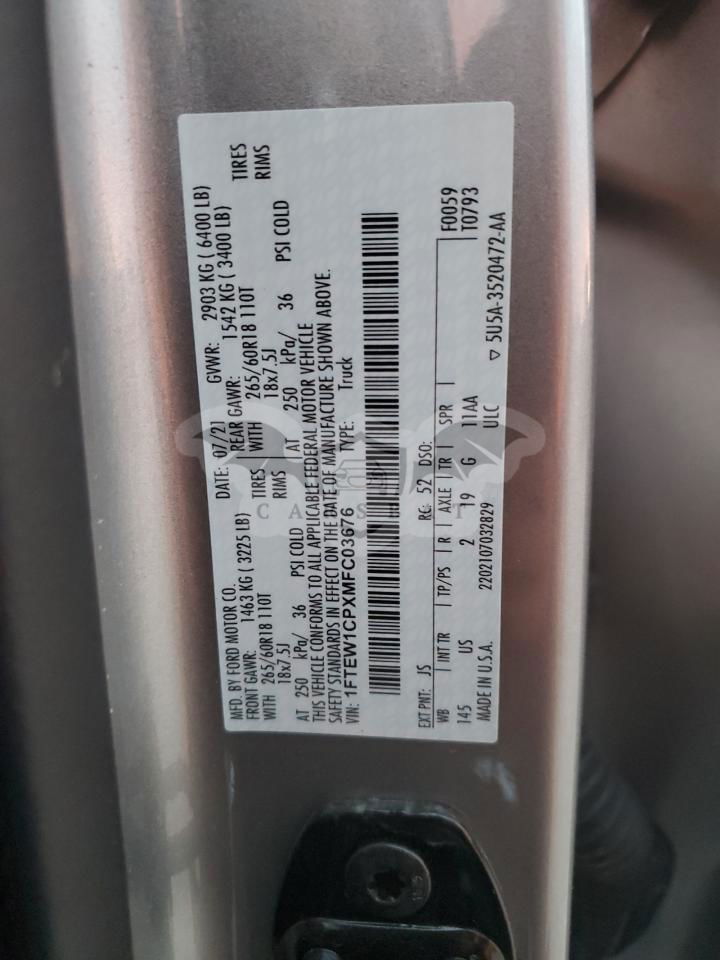 MFD. BY FORD MOTOR CO.
DATE: 07/21 GVWR: 2903 KG ( 6400 LB)
FRONT GAWR: 1463 KG ( 3225 LB) REAR GAWR: 1542 KG ( 3400 LB)
WITH 265/60R18 110T TIRES WITH 265/60R18 110T TIRES
18x7.5J RIMS 18x7.5J RIMS
AT 250 kPa/ 36 PSI COLD AT 250 kPa/ 36 PSI COLD
THIS VEHICLE CONFORMS TO ALL APPLICABLE FEDERAL MOTOR VEHICLE
SAFETY STANDARDS IN EFFECT ON THE DATE OF MANUFACTURE SHOWN ABOVE.
VIN: 1FTEW1CPXMFC03676 TYPE: Truck
EXT PNT: JS RC: 52 DSO: F0059
WB INT TR TP/PS R AXLE TR SPR T0793
145 US 2 19 G 11AA
MADE IN U.S.A. 2202107032829 ULC ▽ 5U5A-3520472-AA